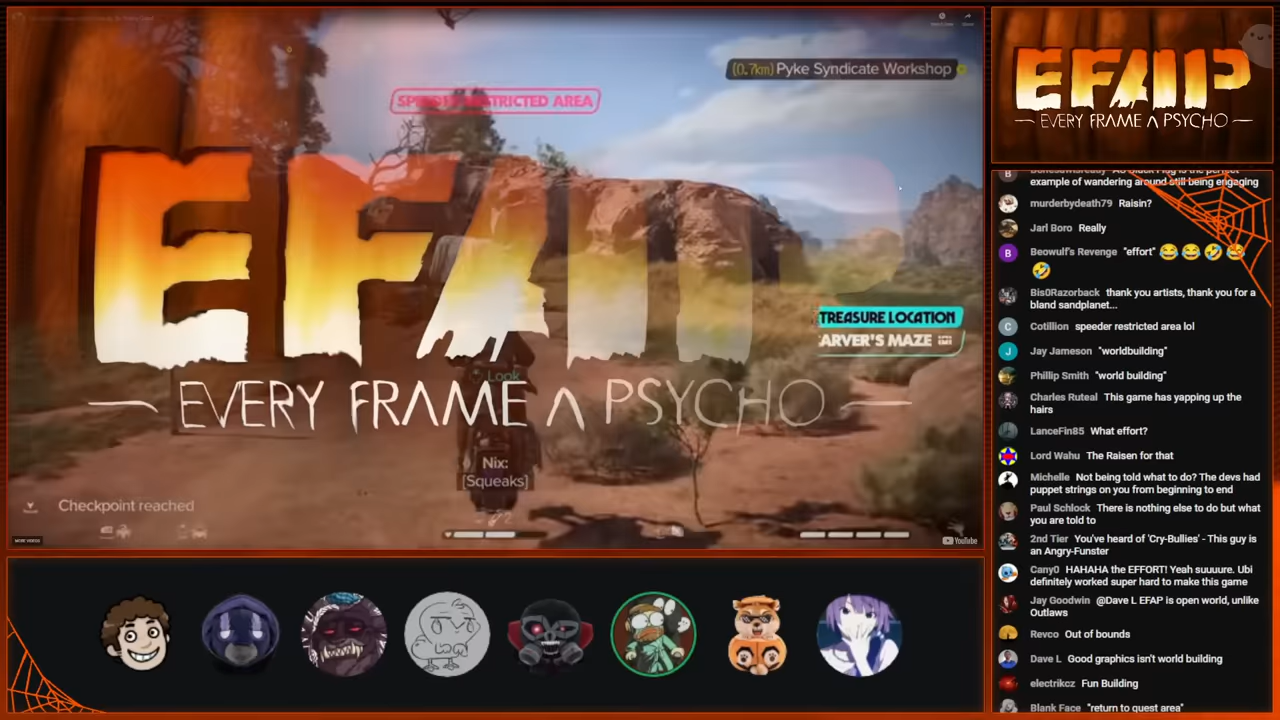 (0.7km) Pyke Syndicate Workshop
SPEEDER RESTRICTED AREA
EFAP
EVERY FRAME A PSYCHO
TREASURE LOCATION
ARVER'S MAZE
Look
Nix:
[Squeaks]
Checkpoint reached
MORE VIDEOS
YouTube
EFAP
EVERY FRAME A PSYCHO
example of wandering around still being engaging
murderbydeath79 Raisin?
Jarl Boro Really
B
Beowulf's Revenge "effort" 😂 😂 🤣 🤣
🤣
Bis0Razorback thank you artists, thank you for a
bland sandplanet...
C
Cotillion speeder restricted area lol
J
Jay Jameson "worldbuilding"
Phillip Smith "world building"
Charles Ruteal This game has yapping up the
hairs
LanceFin85 What effort?
Lord Wahu The Raisen for that
Michelle Not being told what to do? The devs had
puppet strings on you from beginning to end
Paul Schlock There is nothing else to do but what
you are told to
2nd Tier You've heard of 'Cry-Bullies' - This guy is
an Angry-Funster
Cany0 HAHAHA the EFFORT! Yeah suuuure. Ubi
definitely worked super hard to make this game
Jay Goodwin @Dave L EFAP is open world, unlike
Outlaws
Revco Out of bounds
Dave L Good graphics isn't world building
electrikcz Fun Building
Blank Face "return to quest area"